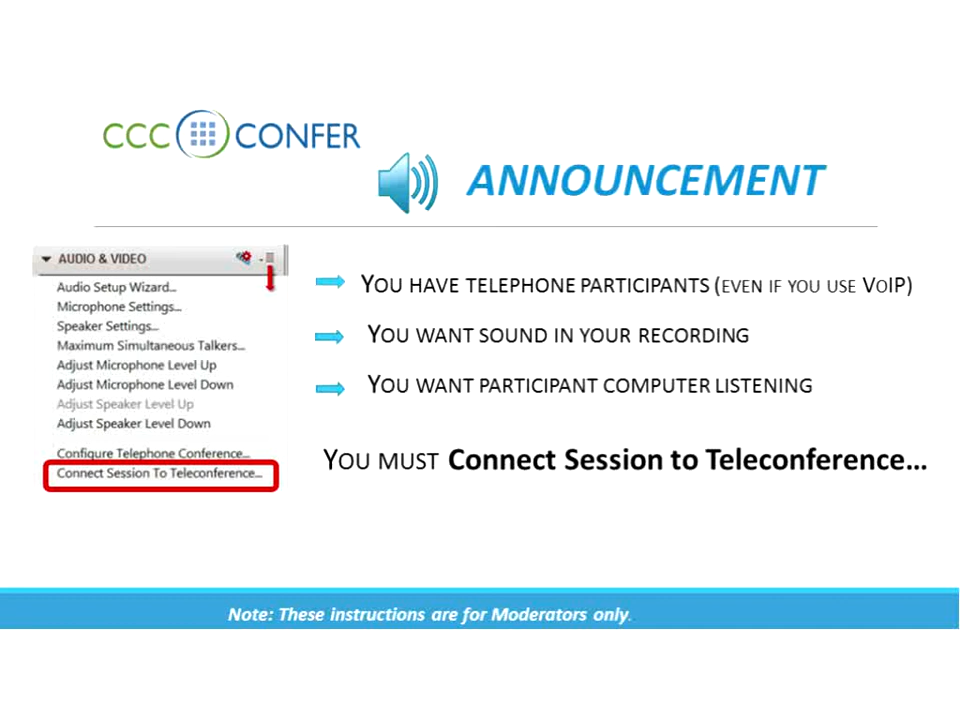 CCC CONFER
ANNOUNCEMENT
AUDIO & VIDEO
Audio Setup Wizard...
Microphone Settings...
Speaker Settings...
Maximum Simultaneous Talkers...
Adjust Microphone Level Up
Adjust Microphone Level Down
Adjust Speaker Level Up
Adjust Speaker Level Down
Configure Telephone Conference...
Connect Session To Teleconference...
YOU HAVE TELEPHONE PARTICIPANTS (EVEN IF YOU USE VOIP)
YOU WANT SOUND IN YOUR RECORDING
YOU WANT PARTICIPANT COMPUTER LISTENING
YOU MUST Connect Session to Teleconference...
Note: These instructions are for Moderators only.